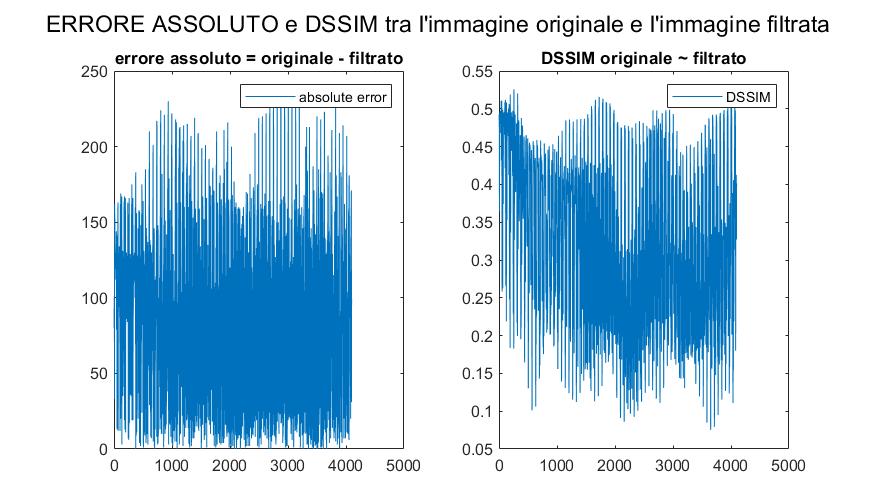 ERRORE ASSOLUTO e DSSIM tra l'immagine originale e l'immagine filtrata
errore assoluto = originale - filtrato
250
200
150
100
50
0
0 1000 2000 3000 4000 5000
absolute error
DSSIM originale ~ filtrato
0.55
0.5
0.45
0.4
0.35
0.3
0.25
0.2
0.15
0.1
0.05
0 1000 2000 3000 4000 5000
DSSIM